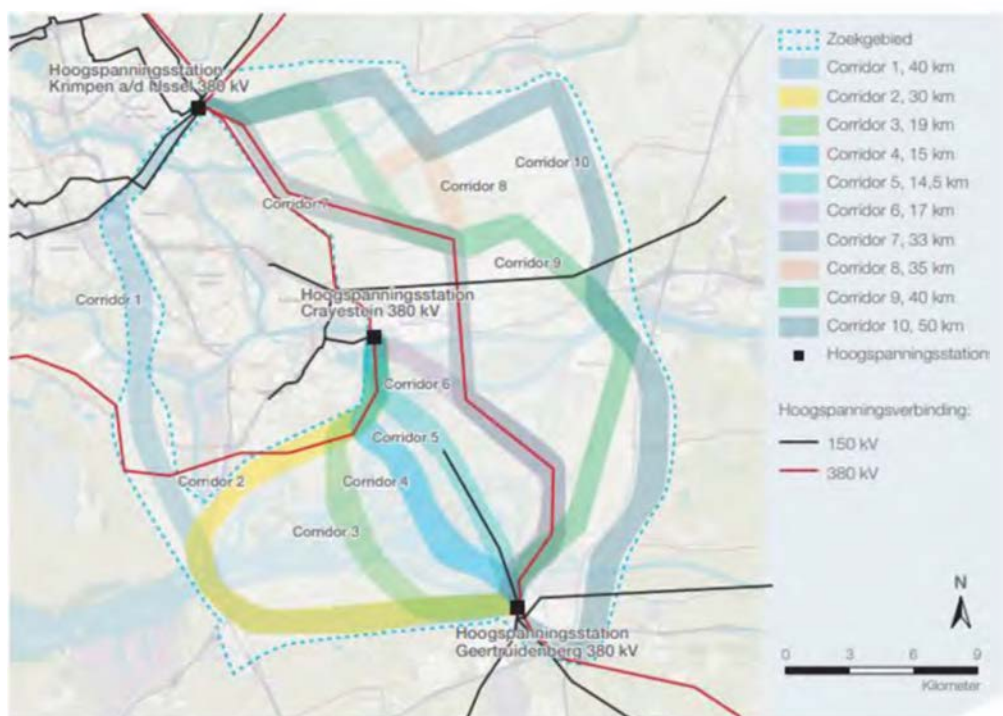 Hoogspanningsstation
Krimpen a/d IJssel 380 kV
Corridor 10
Corridor 8
Corridor 7
Corridor 9
Corridor 1
Hoogspanningsstation
Crayestein 380 kV
Corridor 6
Corridor 5
Corridor 2
Corridor 4
Corridor 3
Hoogspanningsstation
Geertruidenberg 380 kV
Zoekgebied
Corridor 1, 40 km
Corridor 2, 30 km
Corridor 3, 19 km
Corridor 4, 15 km
Corridor 5, 14,5 km
Corridor 6, 17 km
Corridor 7, 33 km
Corridor 8, 35 km
Corridor 9, 40 km
Corridor 10, 50 km
Hoogspanningsstation
Hoogspanningsverbinding:
150 kV
380 kV
N
0 3 6 9
Kilometer